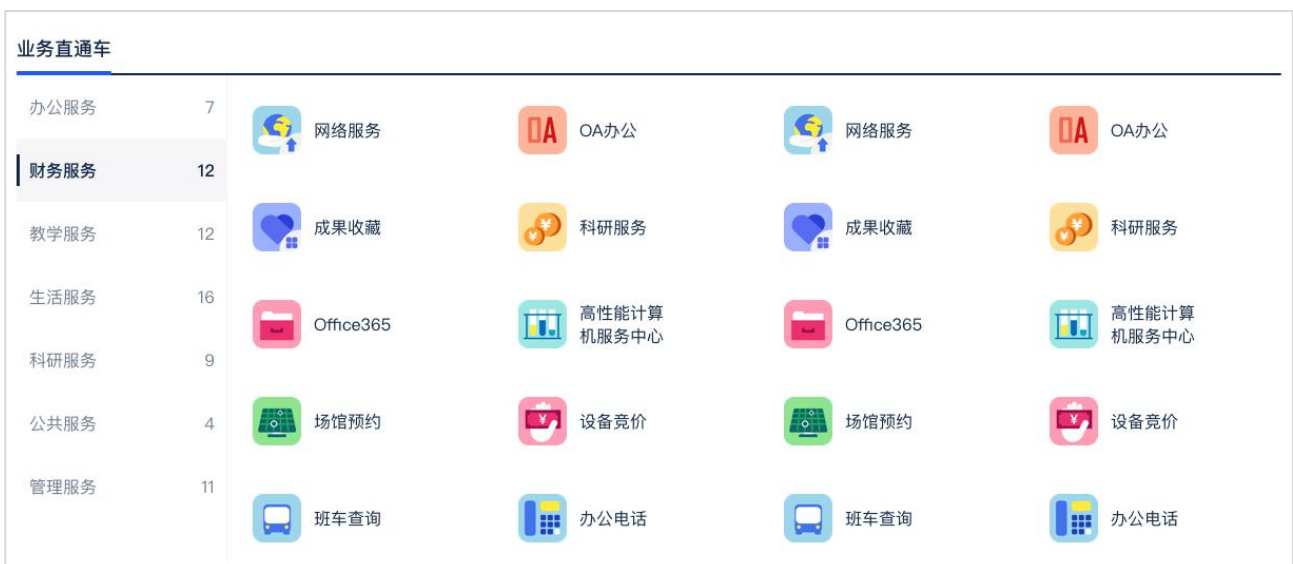 业务直通车
办公服务 7
财务服务 12
教学服务 12
生活服务 16
科研服务 9
公共服务 4
管理服务 11
网络服务 OA办公 网络服务 OA办公
成果收藏 科研服务 成果收藏 科研服务
Office365 高性能计算机服务中心 Office365 高性能计算机服务中心
场馆预约 设备竞价 场馆预约 设备竞价
班车查询 办公电话 班车查询 办公电话